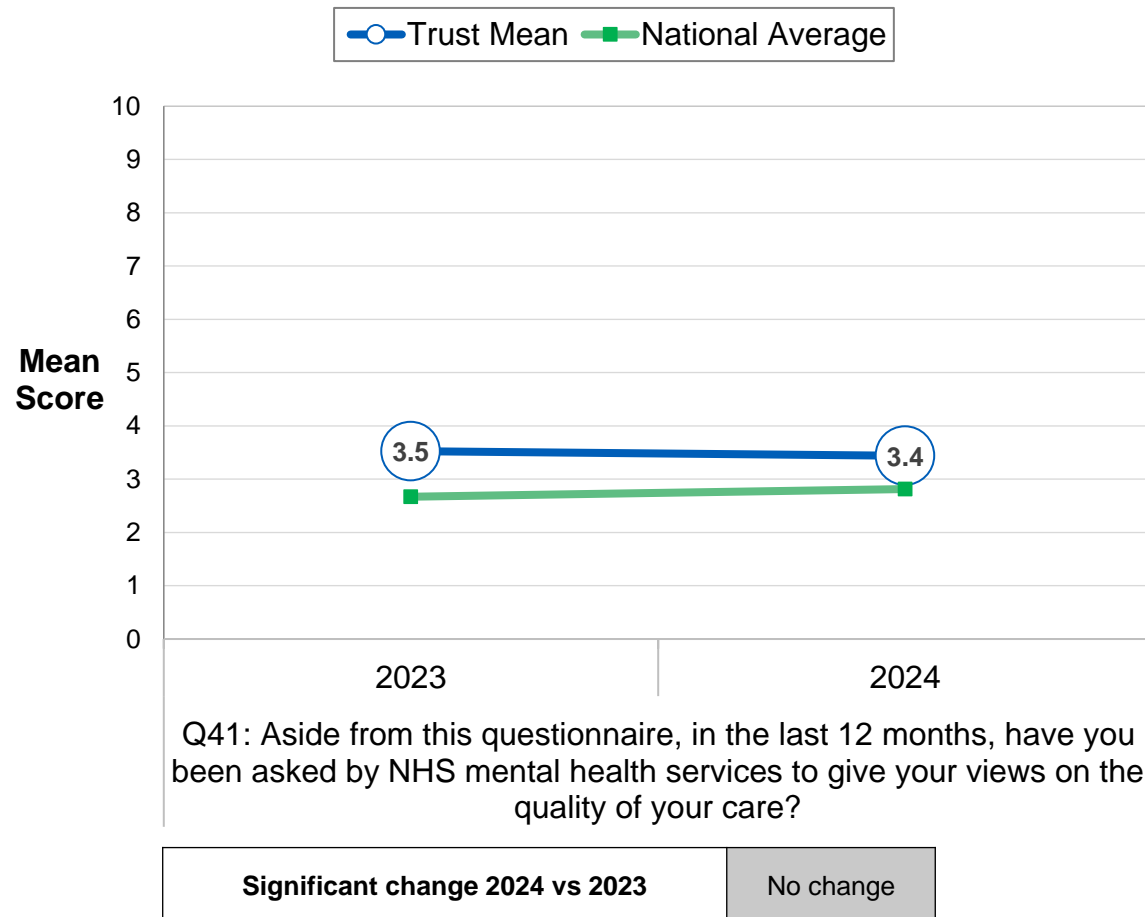 Trust Mean National Average
10
9
8
7
6
5
4
3
2
1
0
Mean
Score
3.5 3.4
2023 2024
Q41: Aside from this questionnaire, in the last 12 months, have you
been asked by NHS mental health services to give your views on the
quality of your care?
Significant change 2024 vs 2023 No change